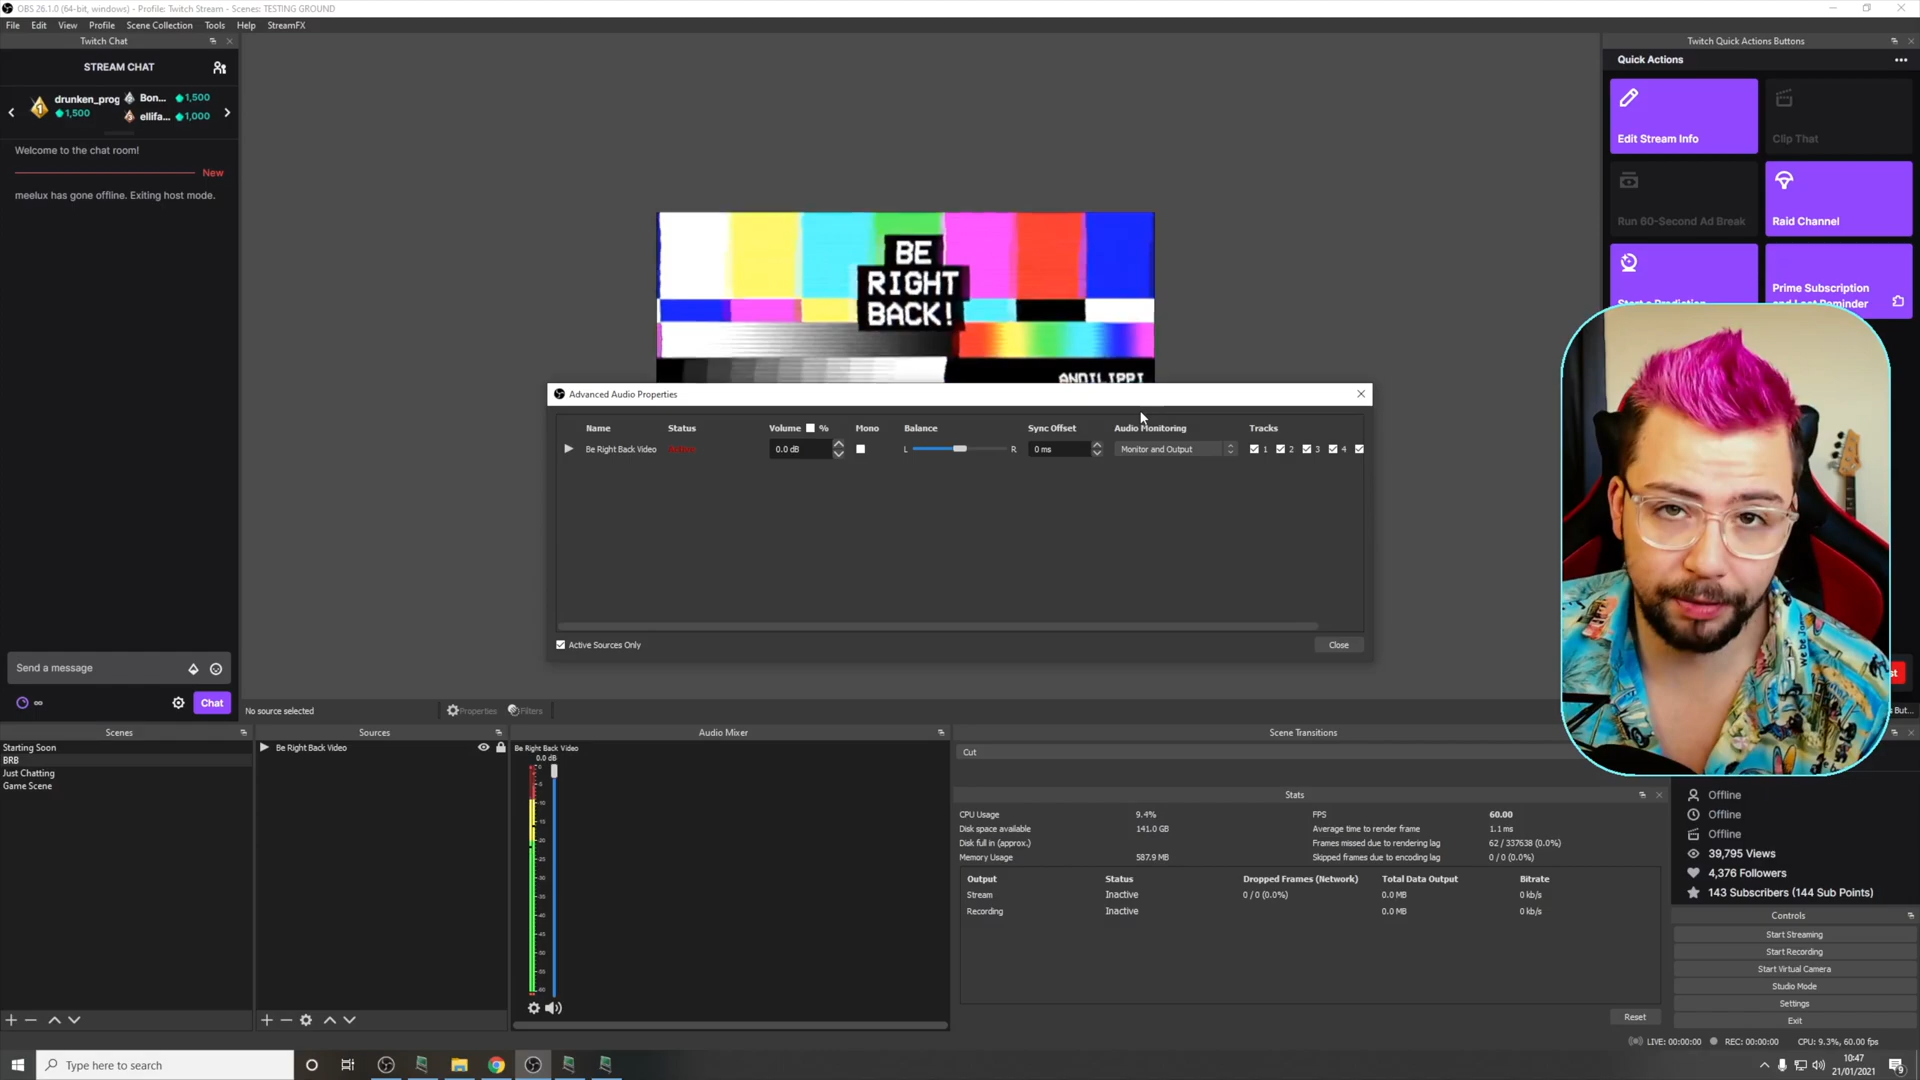 OBS 26.1.0 (64-bit, windows) - Profile: Twitch Stream - Scenes: TESTING GROUND
File Edit View Profile Scene Collection Tools Help StreamFX
Twitch Chat
STREAM CHAT
drunken_prog 1,500
Bon... 1,500
ellifa... 1,000
Welcome to the chat room!
New
meelux has gone offline. Exiting host mode.
Send a message
Chat
BE
RIGHT
BACK!
ANDILIPPI
Advanced Audio Properties
Name Status Volume % Mono Balance Sync Offset Audio Monitoring Tracks
Be Right Back Video 0.0 dB L R 0 ms Monitor and Output 1 2 3 4
Active Sources Only
Close
Twitch Quick Actions Buttons
Quick Actions
Edit Stream Info
Clip That
Run 60-Second Ad Break
Raid Channel
Prime Subscription
No source selected
Properties Filters
Scenes
Starting Soon
BRB
Just Chatting
Game Scene
Sources
Be Right Back Video
Audio Mixer
Be Right Back Video
0.0 dB
Scene Transitions
Cut
Stats
CPU Usage 9.4%
Disk space available 141.0 GB
Disk full in (approx.)
Memory Usage 587.9 MB
FPS 60.00
Average time to render frame 1.1 ms
Frames missed due to rendering lag 62 / 337638 (0.0%)
Skipped frames due to encoding lag 0 / 0 (0.0%)
Output Status Dropped Frames (Network) Total Data Output Bitrate
Stream Inactive 0 / 0 (0.0%) 0.0 MB 0 kb/s
Recording Inactive 0.0 MB 0 kb/s
Reset
Offline
Offline
Offline
39,795 Views
4,376 Followers
143 Subscribers (144 Sub Points)
Controls
Start Streaming
Start Recording
Start Virtual Camera
Studio Mode
Settings
Exit
LIVE: 00:00:00 REC: 00:00:00 CPU: 9.3%, 60.00 fps
Type here to search
10:47
21/01/2021